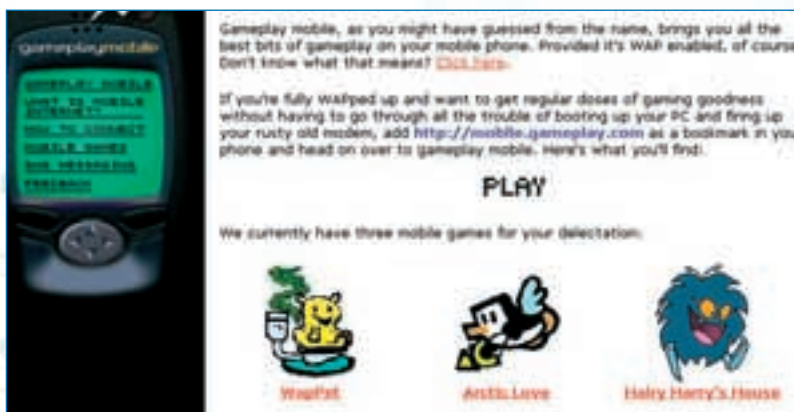 gameplaymobile
GAMEPLAY MOBILE
WHAT IS MOBILE
INTERNET?
HOW TO CONNECT
MOBILE GAMES
SMS MESSAGING
FEEDBACK
Gameplay mobile, as you might have guessed from the name, brings you all the
best bits of gameplay on your mobile phone. Provided it's WAP enabled, of course
Don't know what that means? Click here.
If you're fully WAPped up and want to get regular doses of gaming goodness
without having to go through all the trouble of booting up your PC and firing up
your rusty old modem, add http://mobile.gameplay.com as a bookmark in you
phone and head on over to gameplay mobile. Here's what you'll find:
PLAY
We currently have three mobile games for your delectation:
WapPet
Arctic Love
Hairy Harry's House